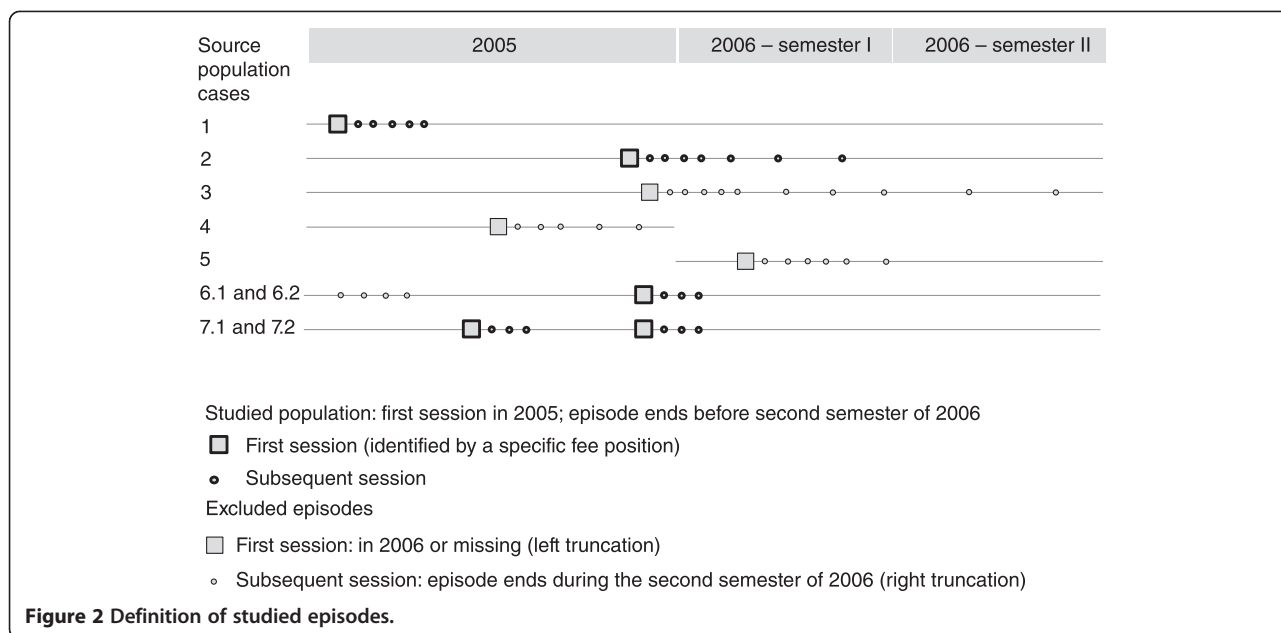 Source population cases
2005
2006 – semester I
2006 – semester II
1
2
3
4
5
6.1 and 6.2
7.1 and 7.2
Studied population: first session in 2005; episode ends before second semester of 2006
First session (identified by a specific fee position)
Subsequent session
Excluded episodes
First session: in 2006 or missing (left truncation)
Subsequent session: episode ends during the second semester of 2006 (right truncation)
Figure 2 Definition of studied episodes.